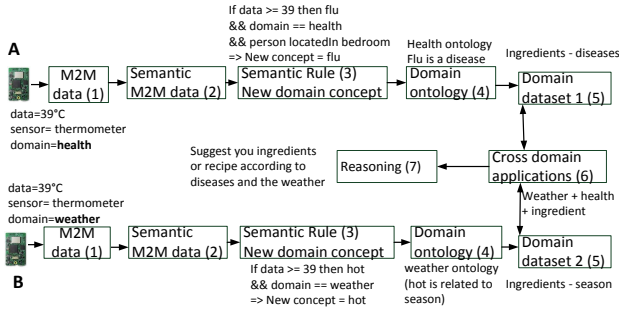 If data >= 39 then flu
&& domain == health
&& person locatedIn bedroom
=> New concept = flu
Health ontology
Flu is a disease
Ingredients - diseases
A
M2M
data (1)
Semantic
M2M data (2)
Semantic Rule (3)
New domain concept
Domain
ontology (4)
Domain
dataset 1 (5)
data=39°C
sensor= thermometer
domain=health
Suggest you ingredients
or recipe according to
diseases and the weather
Reasoning (7)
Cross domain
applications (6)
Weather + health
+ ingredient
data=39°C
sensor= thermometer
domain=weather
M2M
data (1)
Semantic
M2M data (2)
Semantic Rule (3)
New domain concept
Domain
ontology (4)
Domain
dataset 2 (5)
B
If data >= 39 then hot
&& domain == weather
=> New concept = hot
weather ontology
(hot is related to
season)
Ingredients - season